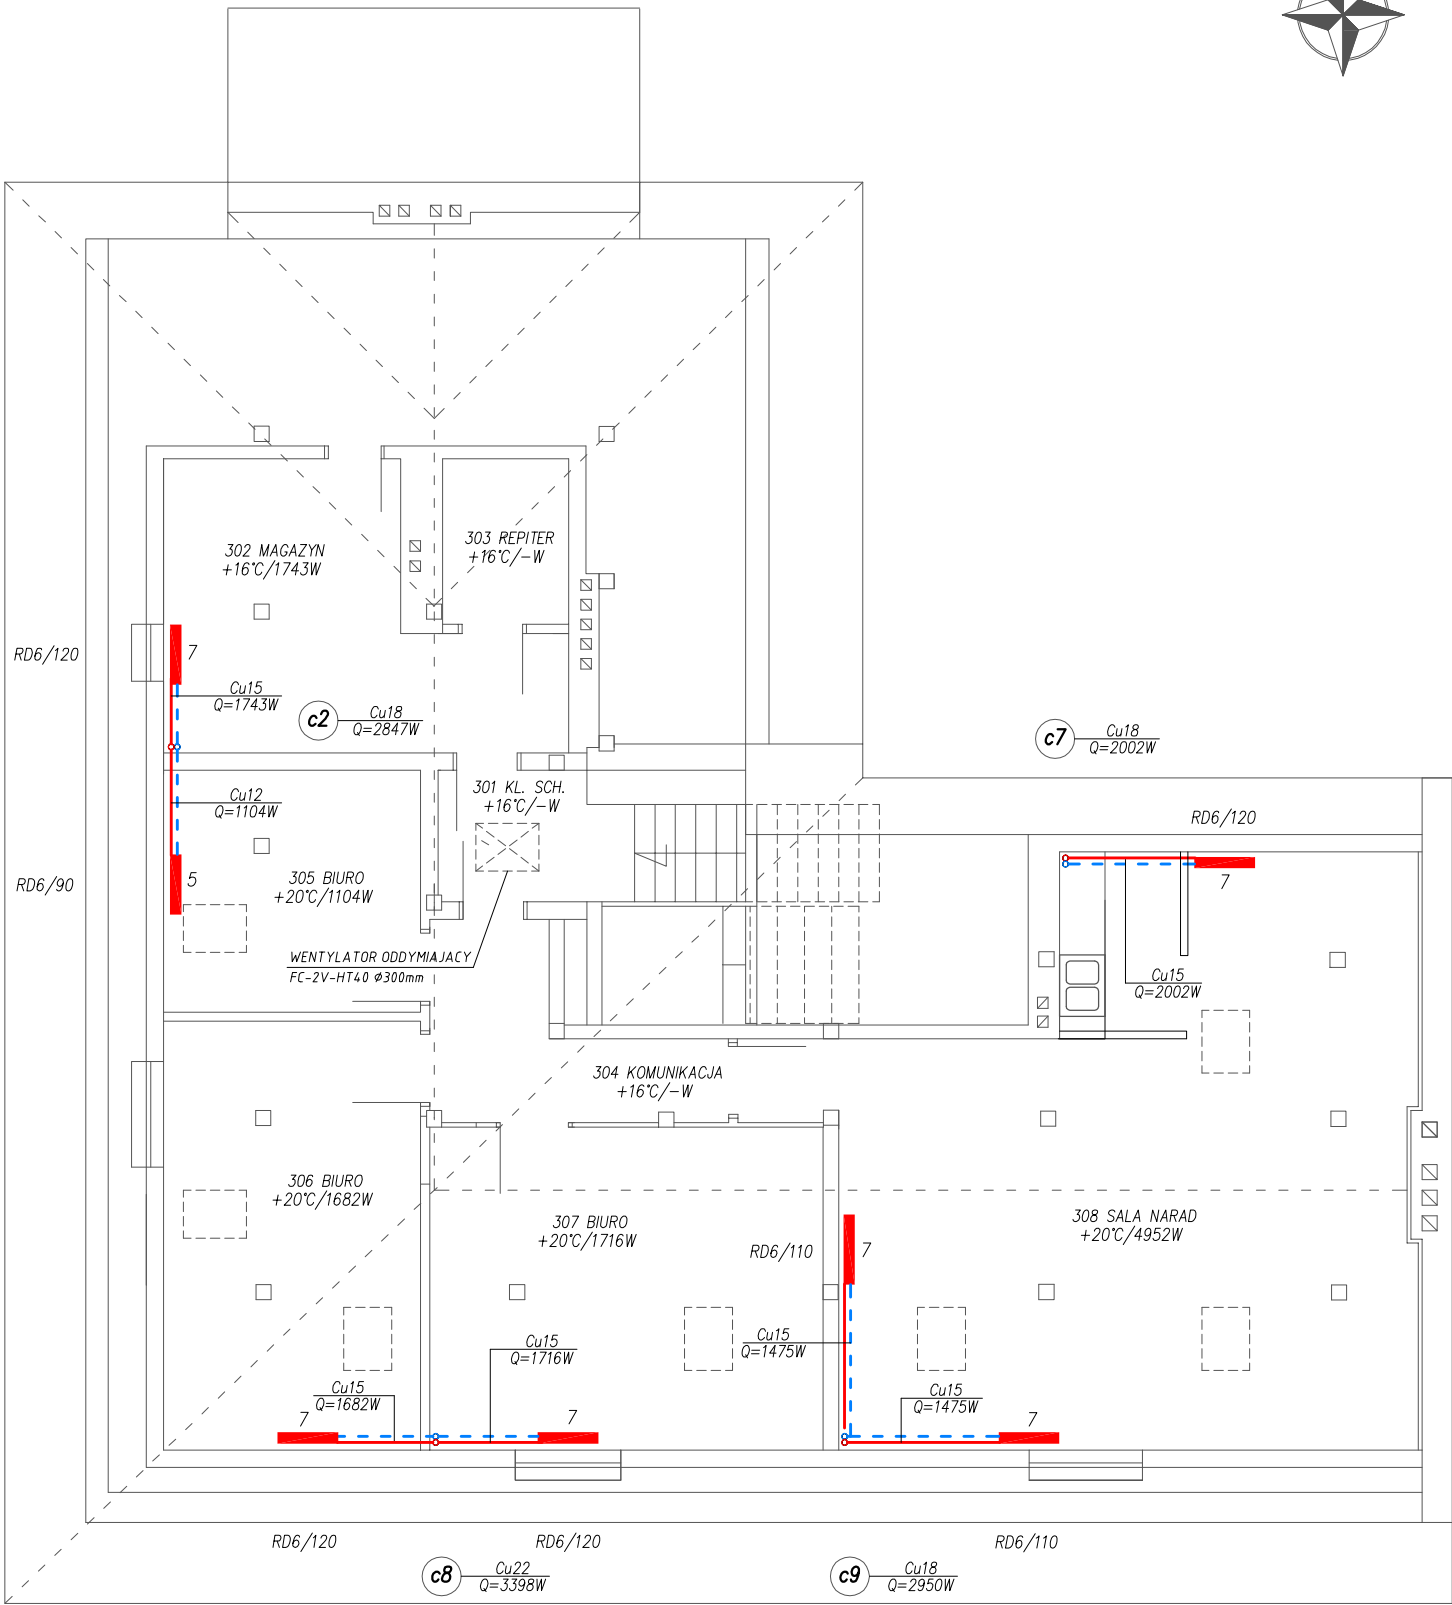 302 MAGAZYN
+16°C/1743W
303 REPITER
+16°C/-W
RD6/120
7
Cu15
Q=1743W
c2
Cu18
Q=2847W
c7
Cu18
Q=2002W
Cu12
Q=1104W
301 KL. SCH.
+16°C/-W
RD6/120
RD6/90
5
305 BIURO
+20°C/1104W
7
WENTYLATOR ODDYMIAJACY
FC-2V-HT40 Ø300mm
Cu15
Q=2002W
304 KOMUNIKACJA
+16°C/-W
306 BIURO
+20°C/1682W
307 BIURO
+20°C/1716W
RD6/110
7
308 SALA NARAD
+20°C/4952W
Cu15
Q=1716W
Cu15
Q=1475W
Cu15
Q=1682W
Cu15
Q=1475W
7
7
7
RD6/120
RD6/120
RD6/110
c8
Cu22
Q=3398W
c9
Cu18
Q=2950W